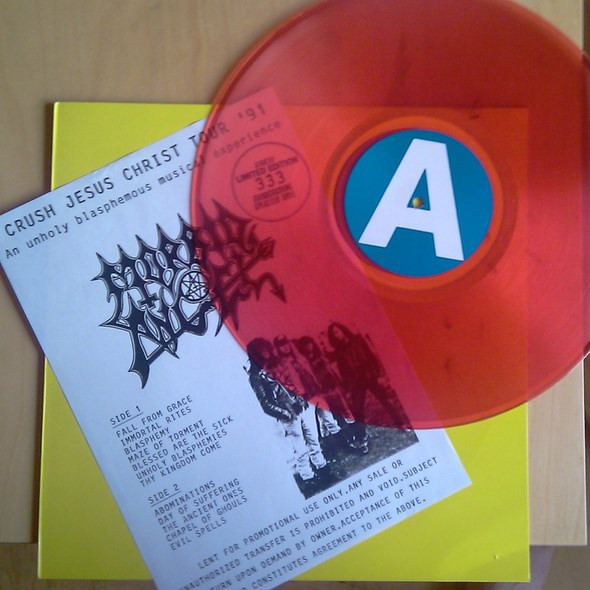 CRUSH JESUS CHRIST TOUR '91
An unholy blasphemous musical experience
LIMITED EDITION
333
MORBID
ANGEL
A
SIDE 1
FALL FROM GRACE
IMMORTAL RITES
BLASPHEMY
MAZE OF TORMENT
BLESSED ARE THE SICK
UNHOLY BLASPHEMIES
THY KINGDOM COME
SIDE 2
ABOMINATIONS
DAY OF SUFFERING
THE ANCIENT ONES
CHAPEL OF GHOULS
EVIL SPELLS
LENT FOR PROMOTIONAL USE ONLY.ANY SALE OR
UNAUTHORIZED TRANSFER IS PROHIBITED AND VOID.SUBJECT
RETURN UPON DEMAND BY OWNER.ACCEPTANCE OF THIS
CONSTITUTES AGREEMENT TO THE ABOVE.